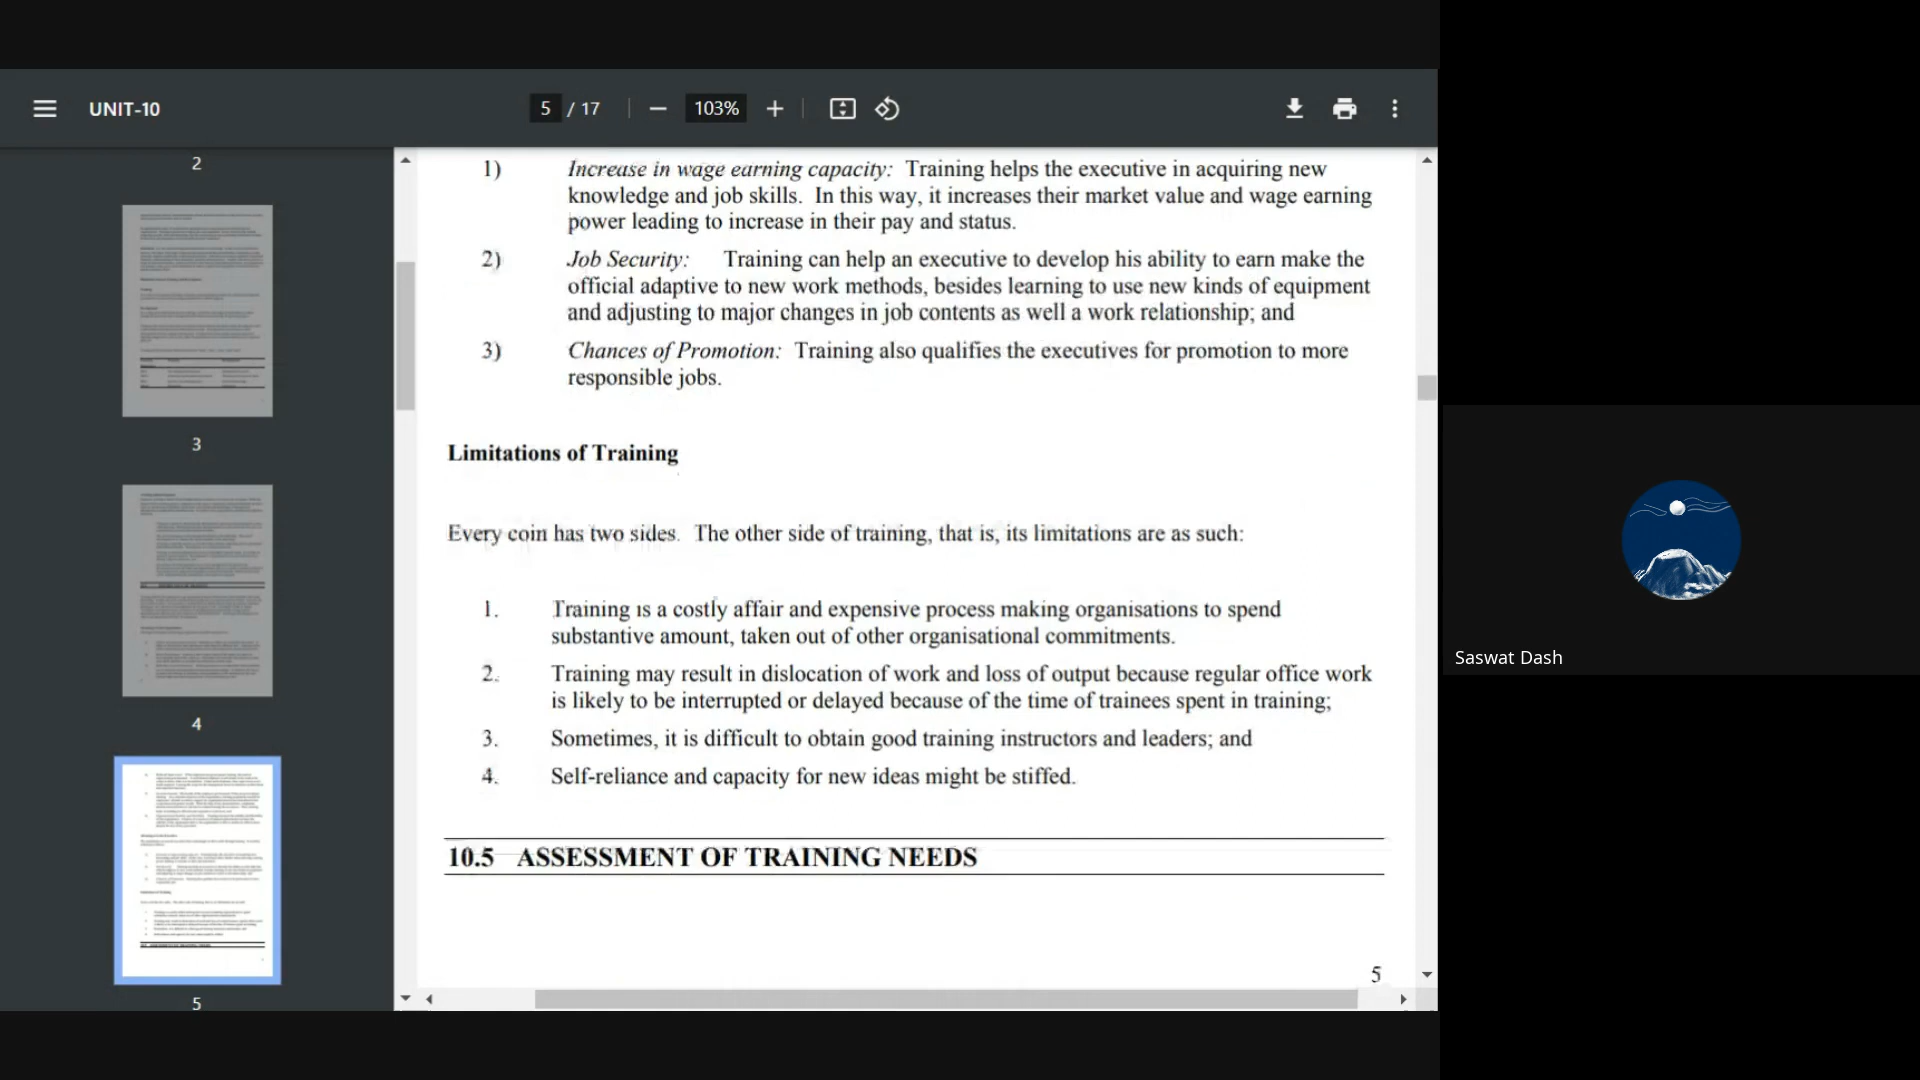 UNIT-10
5 / 17
103%
2
3
4
5
1) Increase in wage earning capacity: Training helps the executive in acquiring new
knowledge and job skills. In this way, it increases their market value and wage earning
power leading to increase in their pay and status.
2) Job Security: Training can help an executive to develop his ability to earn make the
official adaptive to new work methods, besides learning to use new kinds of equipment
and adjusting to major changes in job contents as well a work relationship; and
3) Chances of Promotion: Training also qualifies the executives for promotion to more
responsible jobs.
Limitations of Training
Every coin has two sides. The other side of training, that is, its limitations are as such:
1. Training is a costly affair and expensive process making organisations to spend
substantive amount, taken out of other organisational commitments.
2. Training may result in dislocation of work and loss of output because regular office work
is likely to be interrupted or delayed because of the time of trainees spent in training;
3. Sometimes, it is difficult to obtain good training instructors and leaders; and
4. Self-reliance and capacity for new ideas might be stiffed.
10.5 ASSESSMENT OF TRAINING NEEDS
5
Saswat Dash